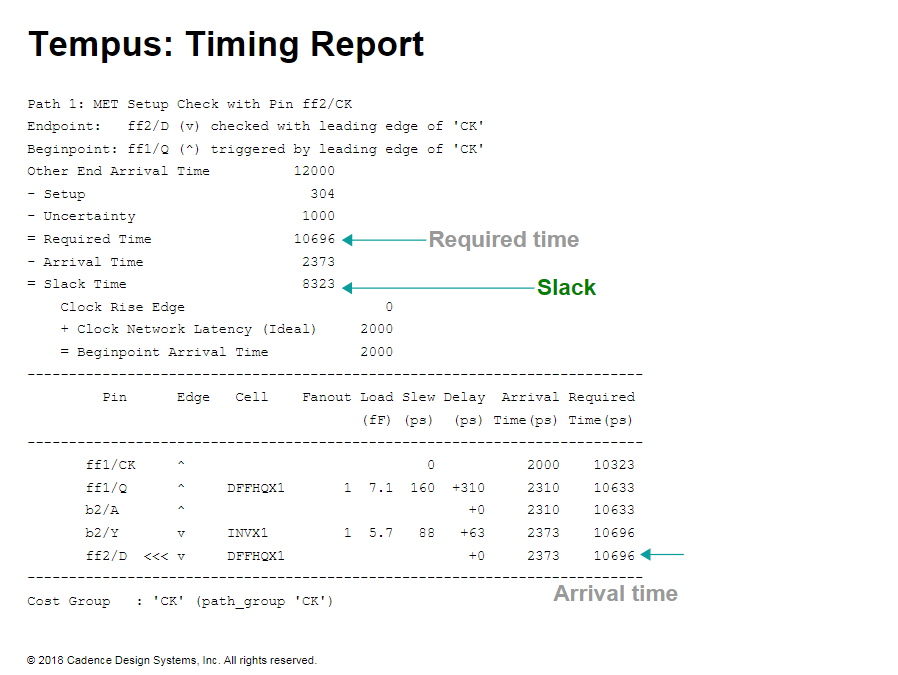 Tempus: Timing Report
Path 1: MET Setup Check with Pin ff2/CK
Endpoint:   ff2/D (v) checked with leading edge of 'CK'
Beginpoint: ff1/Q (^) triggered by leading edge of 'CK'
Other End Arrival Time          12000
- Setup                           304
- Uncertainty                    1000
= Required Time                 10696 Required time
- Arrival Time                   2373
= Slack Time                     8323 Slack
    Clock Rise Edge                        0
    + Clock Network Latency (Ideal)     2000
    = Beginpoint Arrival Time           2000
--------------------------------------------------------------------------
Pin      Edge   Cell    Fanout Load Slew Delay  Arrival Required
(fF) (ps)  (ps) Time(ps) Time(ps)
--------------------------------------------------------------------------
ff1/CK     ^                              0           2000    10323
ff1/Q      ^     DFFHQX1       1  7.1  160  +310     2310    10633
b2/A       ^                                   +0     2310    10633
b2/Y       v     INVX1         1  5.7   88   +63     2373    10696
ff2/D  <<< v     DFFHQX1                       +0     2373    10696
--------------------------------------------------------------------------
Arrival time
Cost Group   : 'CK' (path_group 'CK')
© 2018 Cadence Design Systems, Inc. All rights reserved.